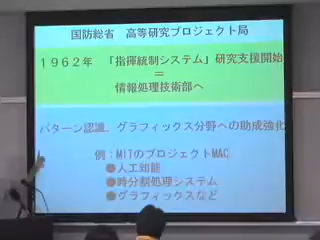 国防総省　高等研究プロジェクト局
１９６２年　「指揮統制システム」研究支援開始
＝
情報処理技術部へ
パターン認識、グラフィックス分野への助成強化
例：MITのプロジェクトMAC
●人工知能
●時分割処理システム
●グラフィックスなど